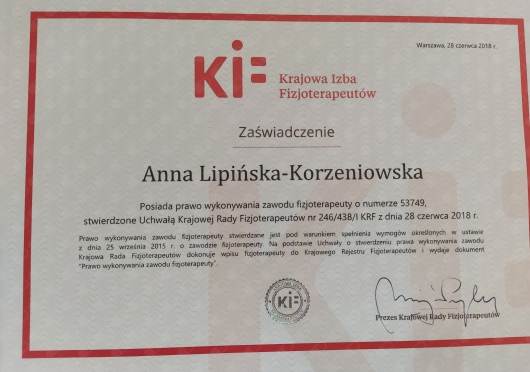 Warszawa, 28 czerwca 2018 r.
KiF
Krajowa Izba
Fizjoterapeutów
Zaświadczenie
Anna Lipińska-Korzeniowska
Posiada prawo wykonywania zawodu fizjoterapeuty o numerze 53749,
stwierdzone Uchwałą Krajowej Rady Fizjoterapeutów nr 246/438/I KRF z dnia 28 czerwca 2018 r.
Prawo wykonywania zawodu fizjoterapeuty stwierdzane jest pod warunkiem spełnienia wymogów określonych w ustawie
z dnia 25 września 2015 r. o zawodzie fizjoterapeuty. Na podstawie Uchwały o stwierdzeniu prawa wykonywania zawodu
Krajowa Rada Fizjoterapeutów dokonuje wpisu fizjoterapeuty do Krajowego Rejestru Fizjoterapeutów i wydaje dokument
"Prawo wykonywania zawodu fizjoterapeuty".
KiF
Prezes Krajowej Rady Fizjoterapeutów